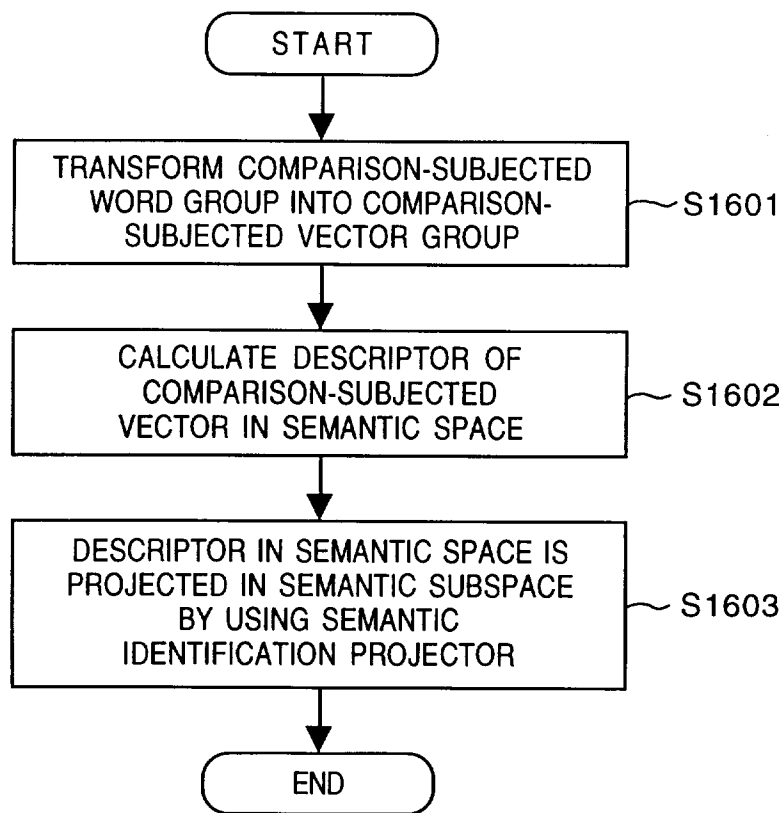 START
TRANSFORM COMPARISON-SUBJECTED
WORD GROUP INTO COMPARISON-
SUBJECTED VECTOR GROUP
S1601
CALCULATE DESCRIPTOR OF
COMPARISON-SUBJECTED
VECTOR IN SEMANTIC SPACE
S1602
DESCRIPTOR IN SEMANTIC SPACE IS
PROJECTED IN SEMANTIC SUBSPACE
BY USING SEMANTIC
IDENTIFICATION PROJECTOR
S1603
END